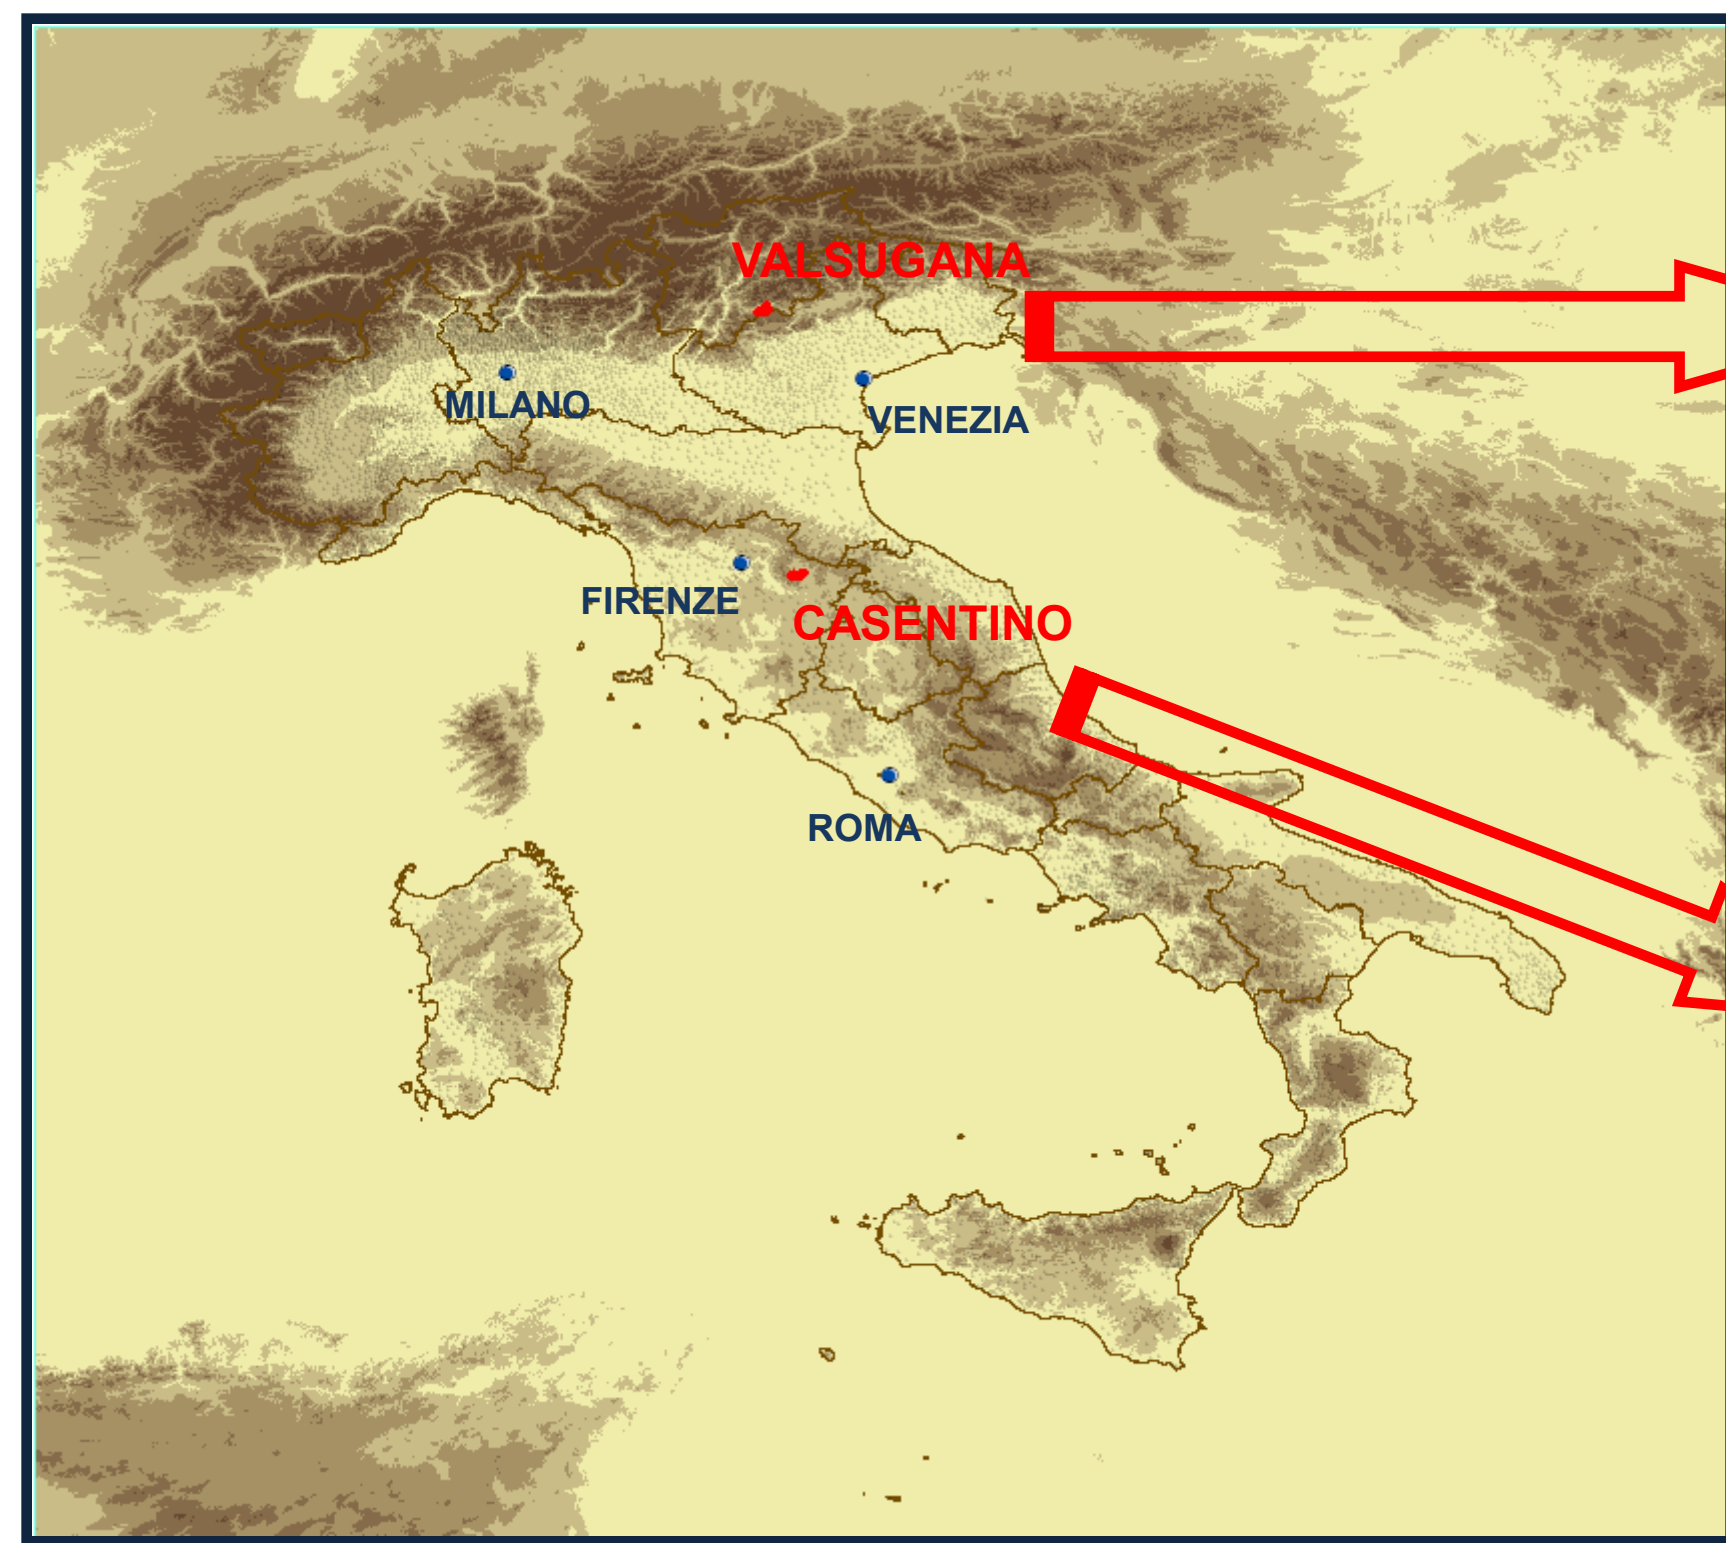 VALSUGANA
MILANO
VENEZIA
FIRENZE
CASENTINO
ROMA